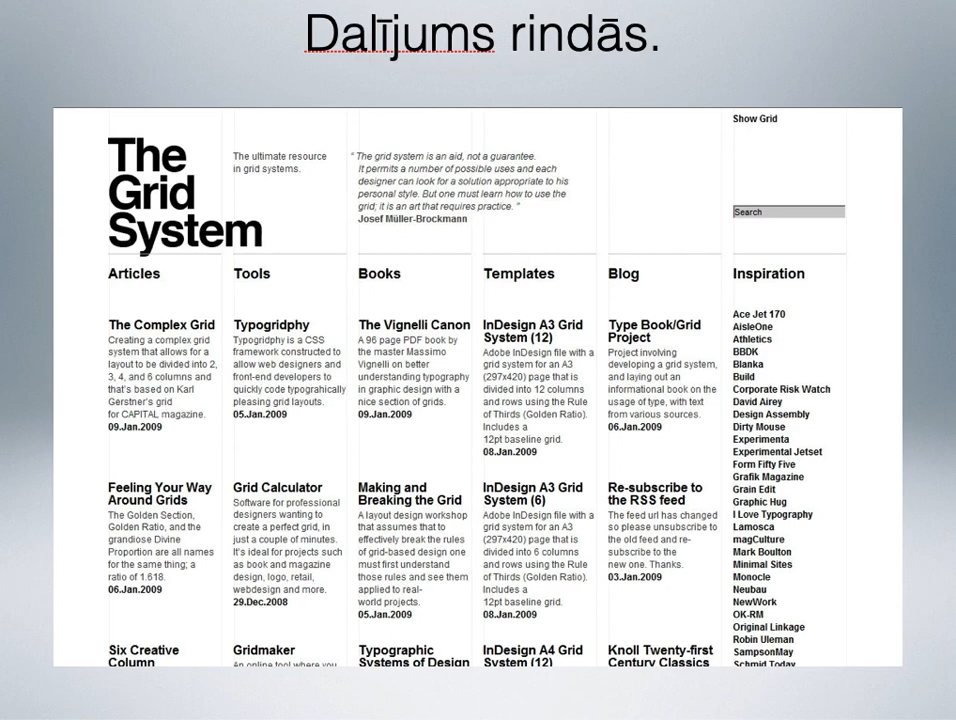 Dalījums rindās.
Show Grid
The
Grid
System
The ultimate resource
in grid systems.
“ The grid system is an aid, not a guarantee.
It permits a number of possible uses and each
designer can look for a solution appropriate to his
personal style. But one must learn how to use the
grid; it is an art that requires practice. ”
Josef Müller-Brockmann
Search
Articles
The Complex Grid
Creating a complex grid
system that allows for a
layout to be divided into 2,
3, 4, and 6 columns and
that's based on Karl
Gerstner's grid
for CAPITAL magazine.
09.Jan.2009
Feeling Your Way
Around Grids
The Golden Section,
Golden Ratio, and the
grandiose Divine
Proportion are all names
for the same thing; a
ratio of 1.618.
06.Jan.2009
Six Creative
Column
Tools
Typogridphy
Typogridphy is a CSS
framework constructed to
allow web designers and
front-end developers to
quickly code typograhically
pleasing grid layouts.
05.Jan.2009
Grid Calculator
Software for professional
designers wanting to
create a perfect grid, in
just a couple of minutes.
It's ideal for projects such
as book and magazine
design, logo, retail,
webdesign and more.
29.Dec.2008
Gridmaker
An online tool where you
Books
The Vignelli Canon
A 96 page PDF book by
the master Massimo
Vignelli on better
understanding typography
in graphic design with a
nice section of grids.
09.Jan.2009
Making and
Breaking the Grid
A layout design workshop
that assumes that to
effectively break the rules
of grid-based design one
must first understand
those rules and see them
applied to real-
world projects.
05.Jan.2009
Typographic
Systems of Design
Templates
InDesign A3 Grid
System (12)
Adobe InDesign file with a
grid system for an A3
(297x420) page that is
divided into 12 columns
and rows using the Rule
of Thirds (Golden Ratio).
Includes a
12pt baseline grid.
08.Jan.2009
InDesign A3 Grid
System (6)
Adobe InDesign file with a
grid system for an A3
(297x420) page that is
divided into 6 columns
and rows using the Rule
of Thirds (Golden Ratio).
Includes a
12pt baseline grid.
08.Jan.2009
InDesign A4 Grid
System (12)
Blog
Type Book/Grid
Project
Project involving
developing a grid system,
and laying out an
informational book on the
usage of type, with text
from various sources.
06.Jan.2009
Re-subscribe to
the RSS feed
The feed url has changed
so please unsubscribe to
the old feed and re-
subscribe to the
new one. Thanks.
03.Jan.2009
Knoll Twenty-first
Century Classics
Inspiration
Ace Jet 170
AisleOne
Athletics
BBDK
Blanka
Build
Corporate Risk Watch
David Airey
Design Assembly
Dirty Mouse
Experimenta
Experimental Jetset
Form Fifty Five
Grafik Magazine
Grain Edit
Graphic Hug
I Love Typography
Lamosca
magCulture
Mark Boulton
Minimal Sites
Monocle
Neubau
NewWork
OK-RM
Original Linkage
Robin Uleman
SampsonMay
Schmid Today